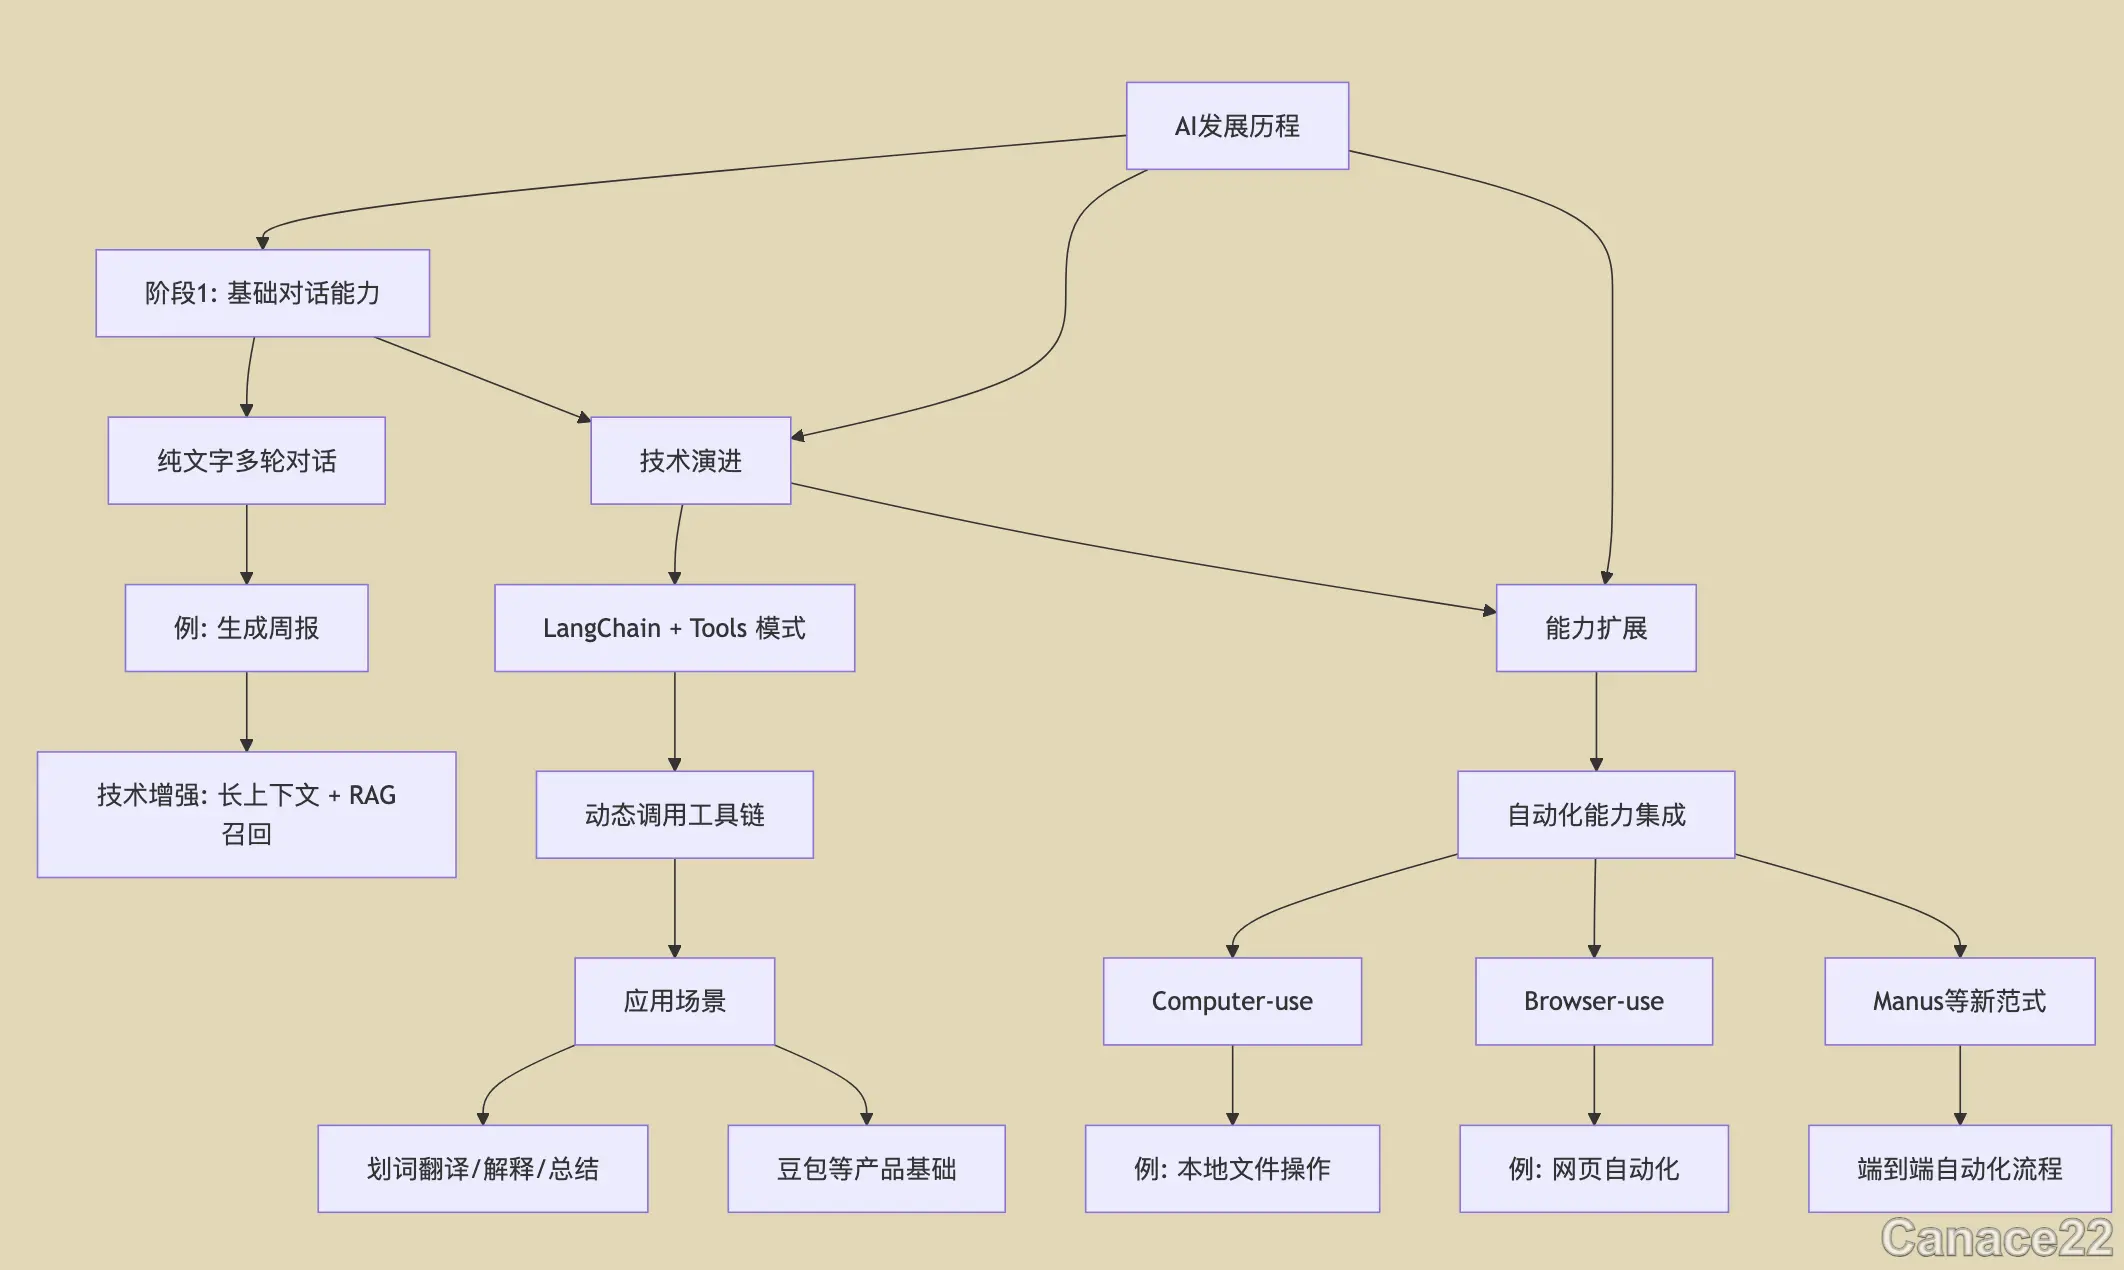 AI发展历程
阶段1: 基础对话能力
纯文字多轮对话
技术演进
例: 生成周报
LangChain + Tools 模式
能力扩展
技术增强: 长上下文 + RAG
召回
动态调用工具链
自动化能力集成
应用场景
Computer-use
Browser-use
Manus等新范式
划词翻译/解释/总结
豆包等产品基础
例: 本地文件操作
例: 网页自动化
端到端自动化流程
Canace22